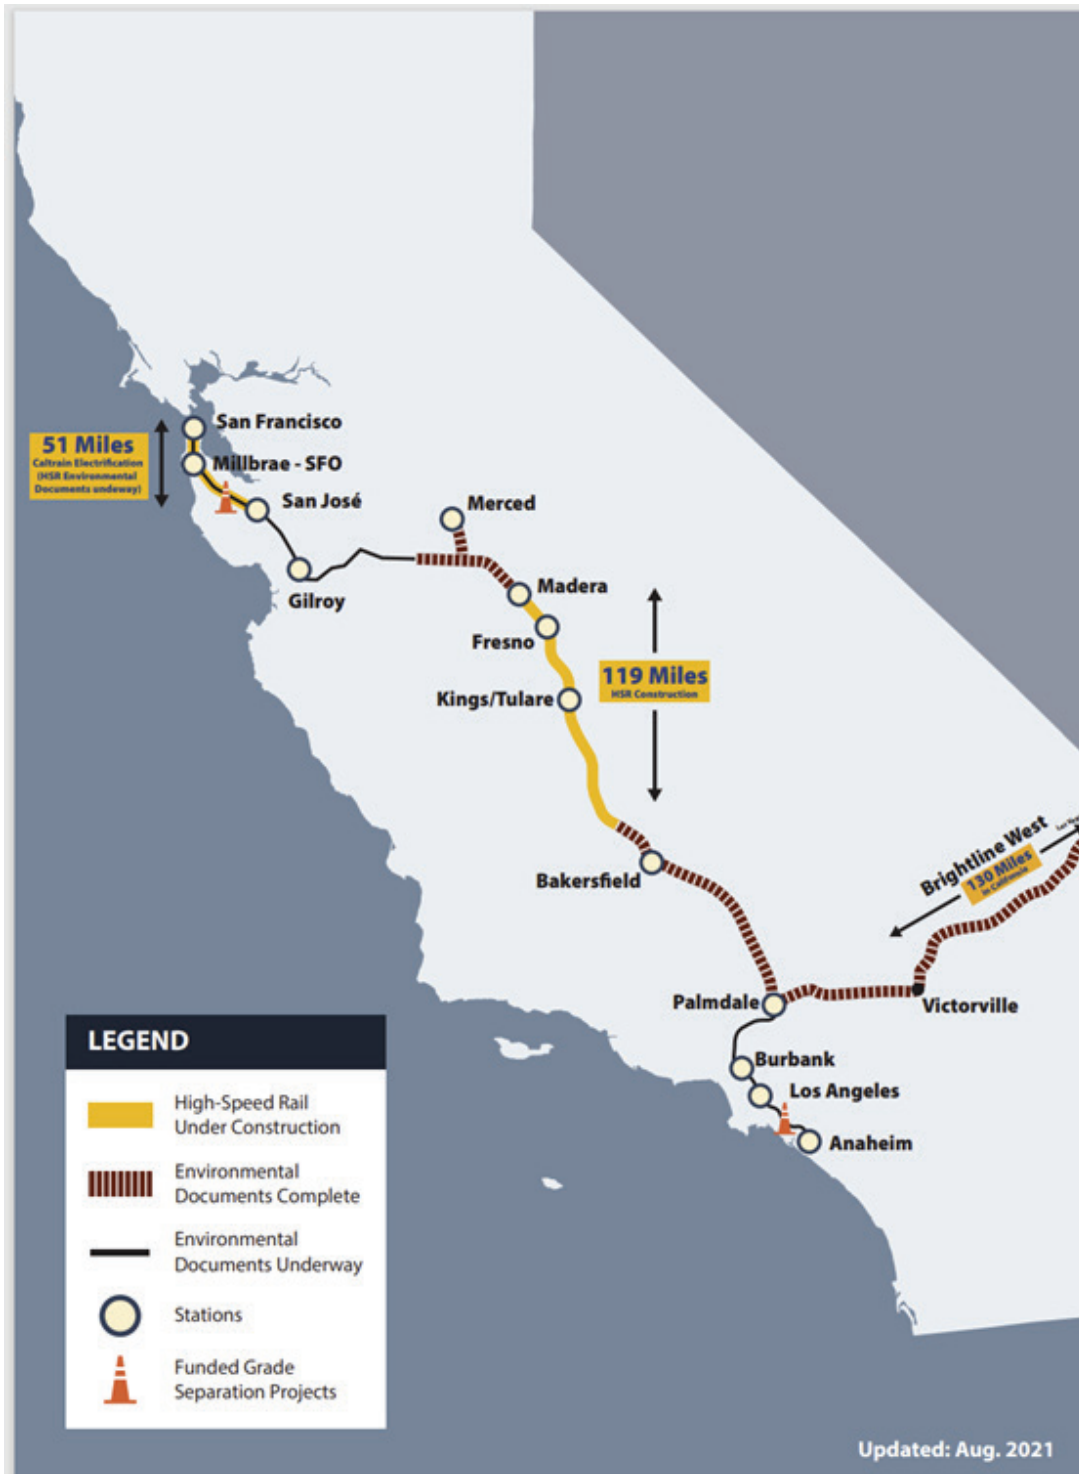 San Francisco
51 Miles
Caltrain Electrification
(HSR Environmental
Documents undeway)
Millbrae - SFO
San José
Merced
Gilroy
Madera
Fresno
119 Miles
HSR Construction
Kings/Tulare
Brightline West
130 Miles
in California
Bakersfield
Palmdale
Victorville
Burbank
Los Angeles
Anaheim
LEGEND
High-Speed Rail
Under Construction
Environmental
Documents Complete
Environmental
Documents Underway
Stations
Funded Grade
Separation Projects
Updated: Aug. 2021